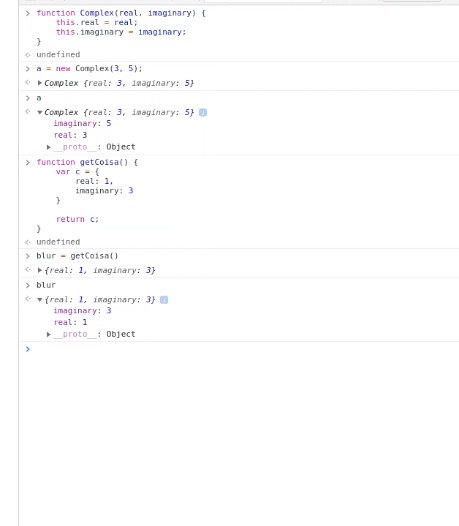 function Complex(real, imaginary) {
this.real = real;
this.imaginary = imaginary;
}
undefined
a = new Complex(3, 5);
Complex {real: 3, imaginary: 5}
a
Complex {real: 3, imaginary: 5}
imaginary: 5
real: 3
__proto__: Object
function getCoisa() {
var c = {
real: 1,
imaginary: 3
}
return c;
}
undefined
blur = getCoisa()
{real: 1, imaginary: 3}
blur
{real: 1, imaginary: 3}
imaginary: 3
real: 1
__proto__: Object